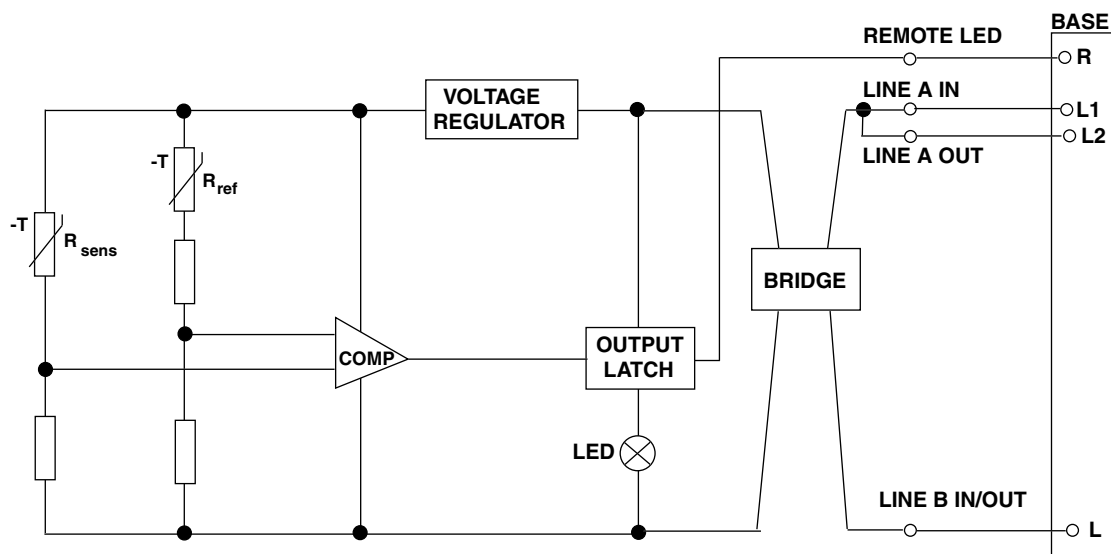 BASE
REMOTE LED
R
LINE A IN
L1
L2
LINE A OUT
VOLTAGE
REGULATOR
-T
R ref
-T
R sens
BRIDGE
COMP
OUTPUT
LATCH
LED
LINE B IN/OUT
L